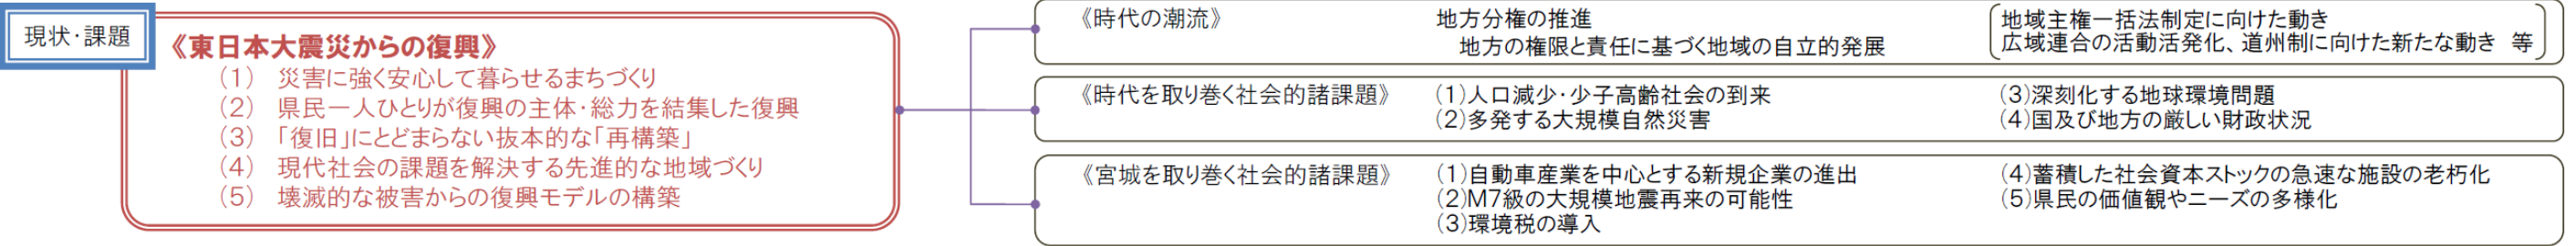 現状・課題
《東日本大震災からの復興》
(1) 災害に強く安心して暮らせるまちづくり
(2) 県民一人ひとりが復興の主体・総力を結集した復興
(3) 「復旧」にとどまらない抜本的な「再構築」
(4) 現代社会の課題を解決する先進的な地域づくり
(5) 壊滅的な被害からの復興モデルの構築
《時代の潮流》
地方分権の推進
地方の権限と責任に基づく地域の自立的発展
地域主権一括法制定に向けた動き
広域連合の活動活発化、道州制に向けた新たな動き 等
《時代を取り巻く社会的諸課題》
(1)人口減少・少子高齢社会の到来
(2)多発する大規模自然災害
(3)深刻化する地球環境問題
(4)国及び地方の厳しい財政状況
《宮城を取り巻く社会的諸課題》
(1)自動車産業を中心とする新規企業の進出
(2)M7級の大規模地震再来の可能性
(3)環境税の導入
(4)蓄積した社会資本ストックの急速な施設の老朽化
(5)県民の価値観やニーズの多様化